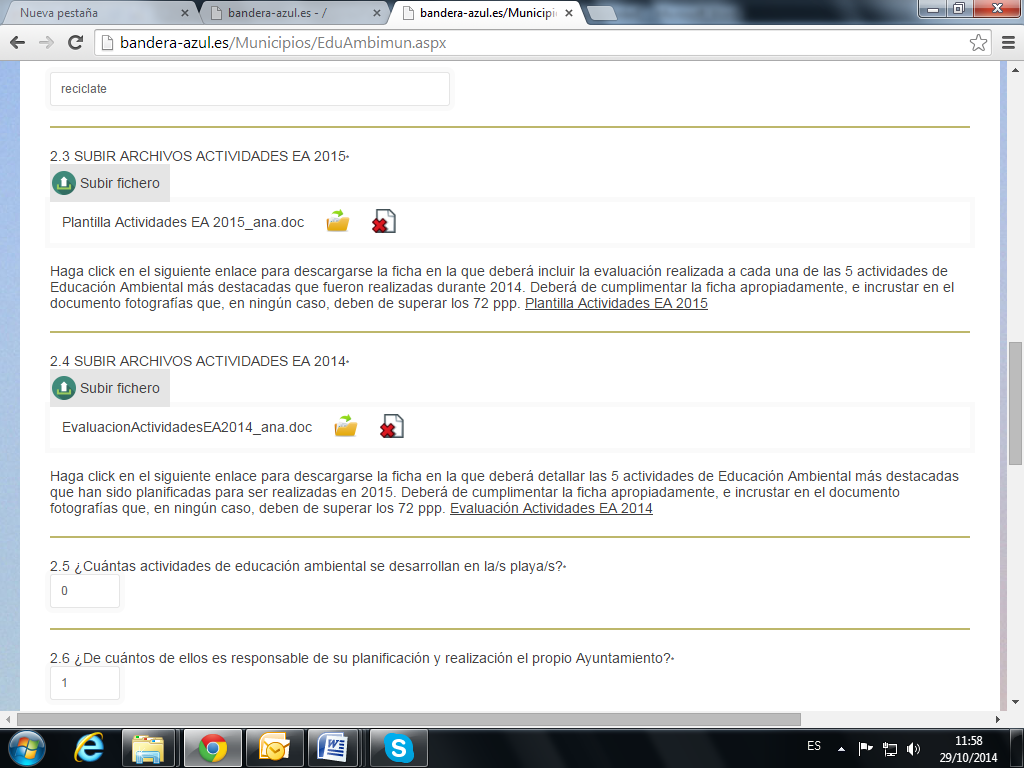 Nueva pestaña
bandera-azul.es - /
bandera-azul.es/Municipi
bandera-azul.es/Municipios/EduAmbimun.aspx
reciclate
2.3 SUBIR ARCHIVOS ACTIVIDADES EA 2015*
Subir fichero
Plantilla Actividades EA 2015_ana.doc
Haga click en el siguiente enlace para descargarse la ficha en la que deberá incluir la evaluación realizada a cada una de las 5 actividades de
Educación Ambiental más destacadas que fueron realizadas durante 2014. Deberá de cumplimentar la ficha apropiadamente, e incrustar en el
documento fotografías que, en ningún caso, deben de superar los 72 ppp. Plantilla Actividades EA 2015
2.4 SUBIR ARCHIVOS ACTIVIDADES EA 2014*
Subir fichero
EvaluacionActividadesEA2014_ana.doc
Haga click en el siguiente enlace para descargarse la ficha en la que deberá detallar las 5 actividades de Educación Ambiental más destacadas
que han sido planificadas para ser realizadas en 2015. Deberá de cumplimentar la ficha apropiadamente, e incrustar en el documento
fotografías que, en ningún caso, deben de superar los 72 ppp. Evaluación Actividades EA 2014
2.5 ¿Cuántas actividades de educación ambiental se desarrollan en la/s playa/s?*
0
2.6 ¿De cuántos de ellos es responsable de su planificación y realización el propio Ayuntamiento?*
1
ES
11:58
29/10/2014